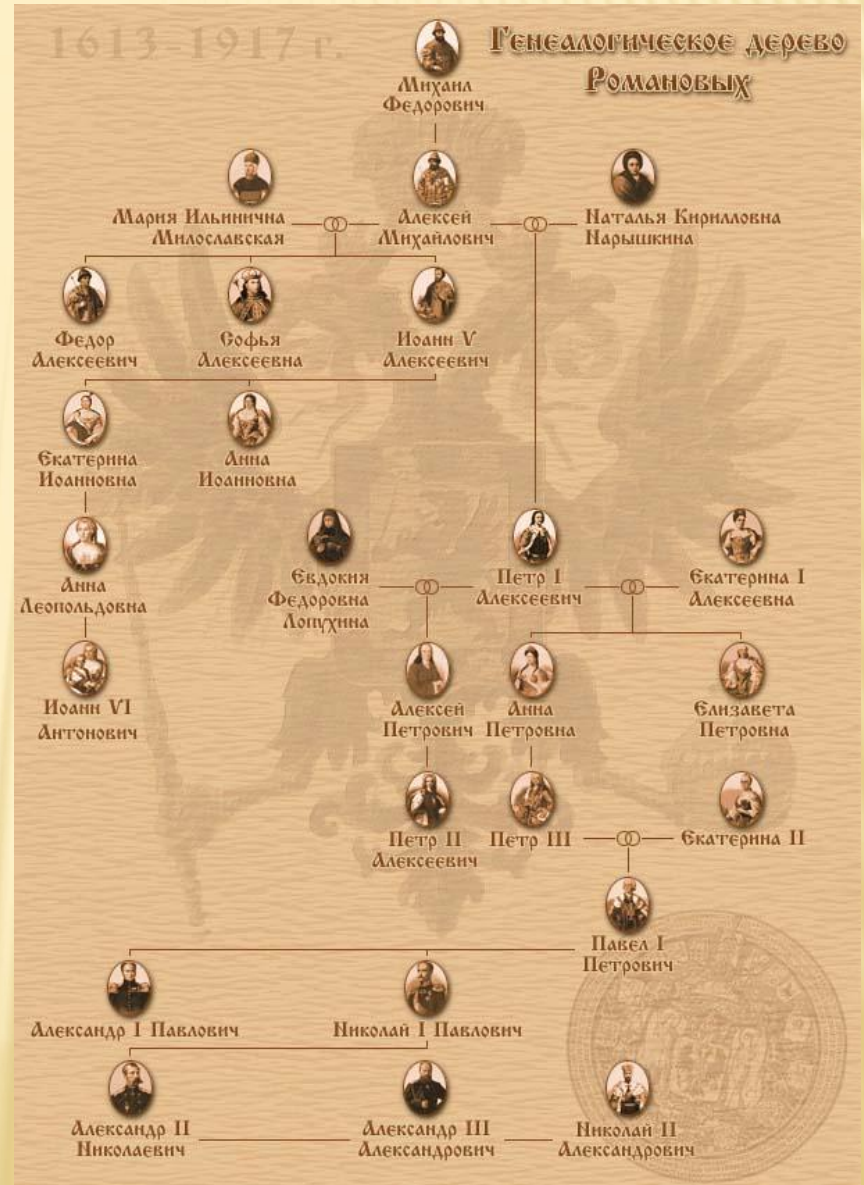 1613-1917 г.
Генеалогическое дерево
Романовых
Михаил
Федорович
Мария Ильинична
Милославская
Алексей
Михайлович
Наталья Кирилловна
Нарышкина
Федор
Алексеевич
Софья
Алексеевна
Иоанн V
Алексеевич
Екатерина
Иоанновна
Анна
Иоанновна
Анна
Леопольдовна
Евдокия
Федоровна
Лопухина
Петр I
Алексеевич
Екатерина I
Алексеевна
Иоанн VI
Антонович
Алексей
Петрович
Анна
Петровна
Елизавета
Петровна
Петр II
Алексеевич
Петр III
Екатерина II
Павел I
Петрович
Александр I Павлович
Николай I Павлович
Александр II
Николаевич
Александр III
Александрович
Николай II
Александрович